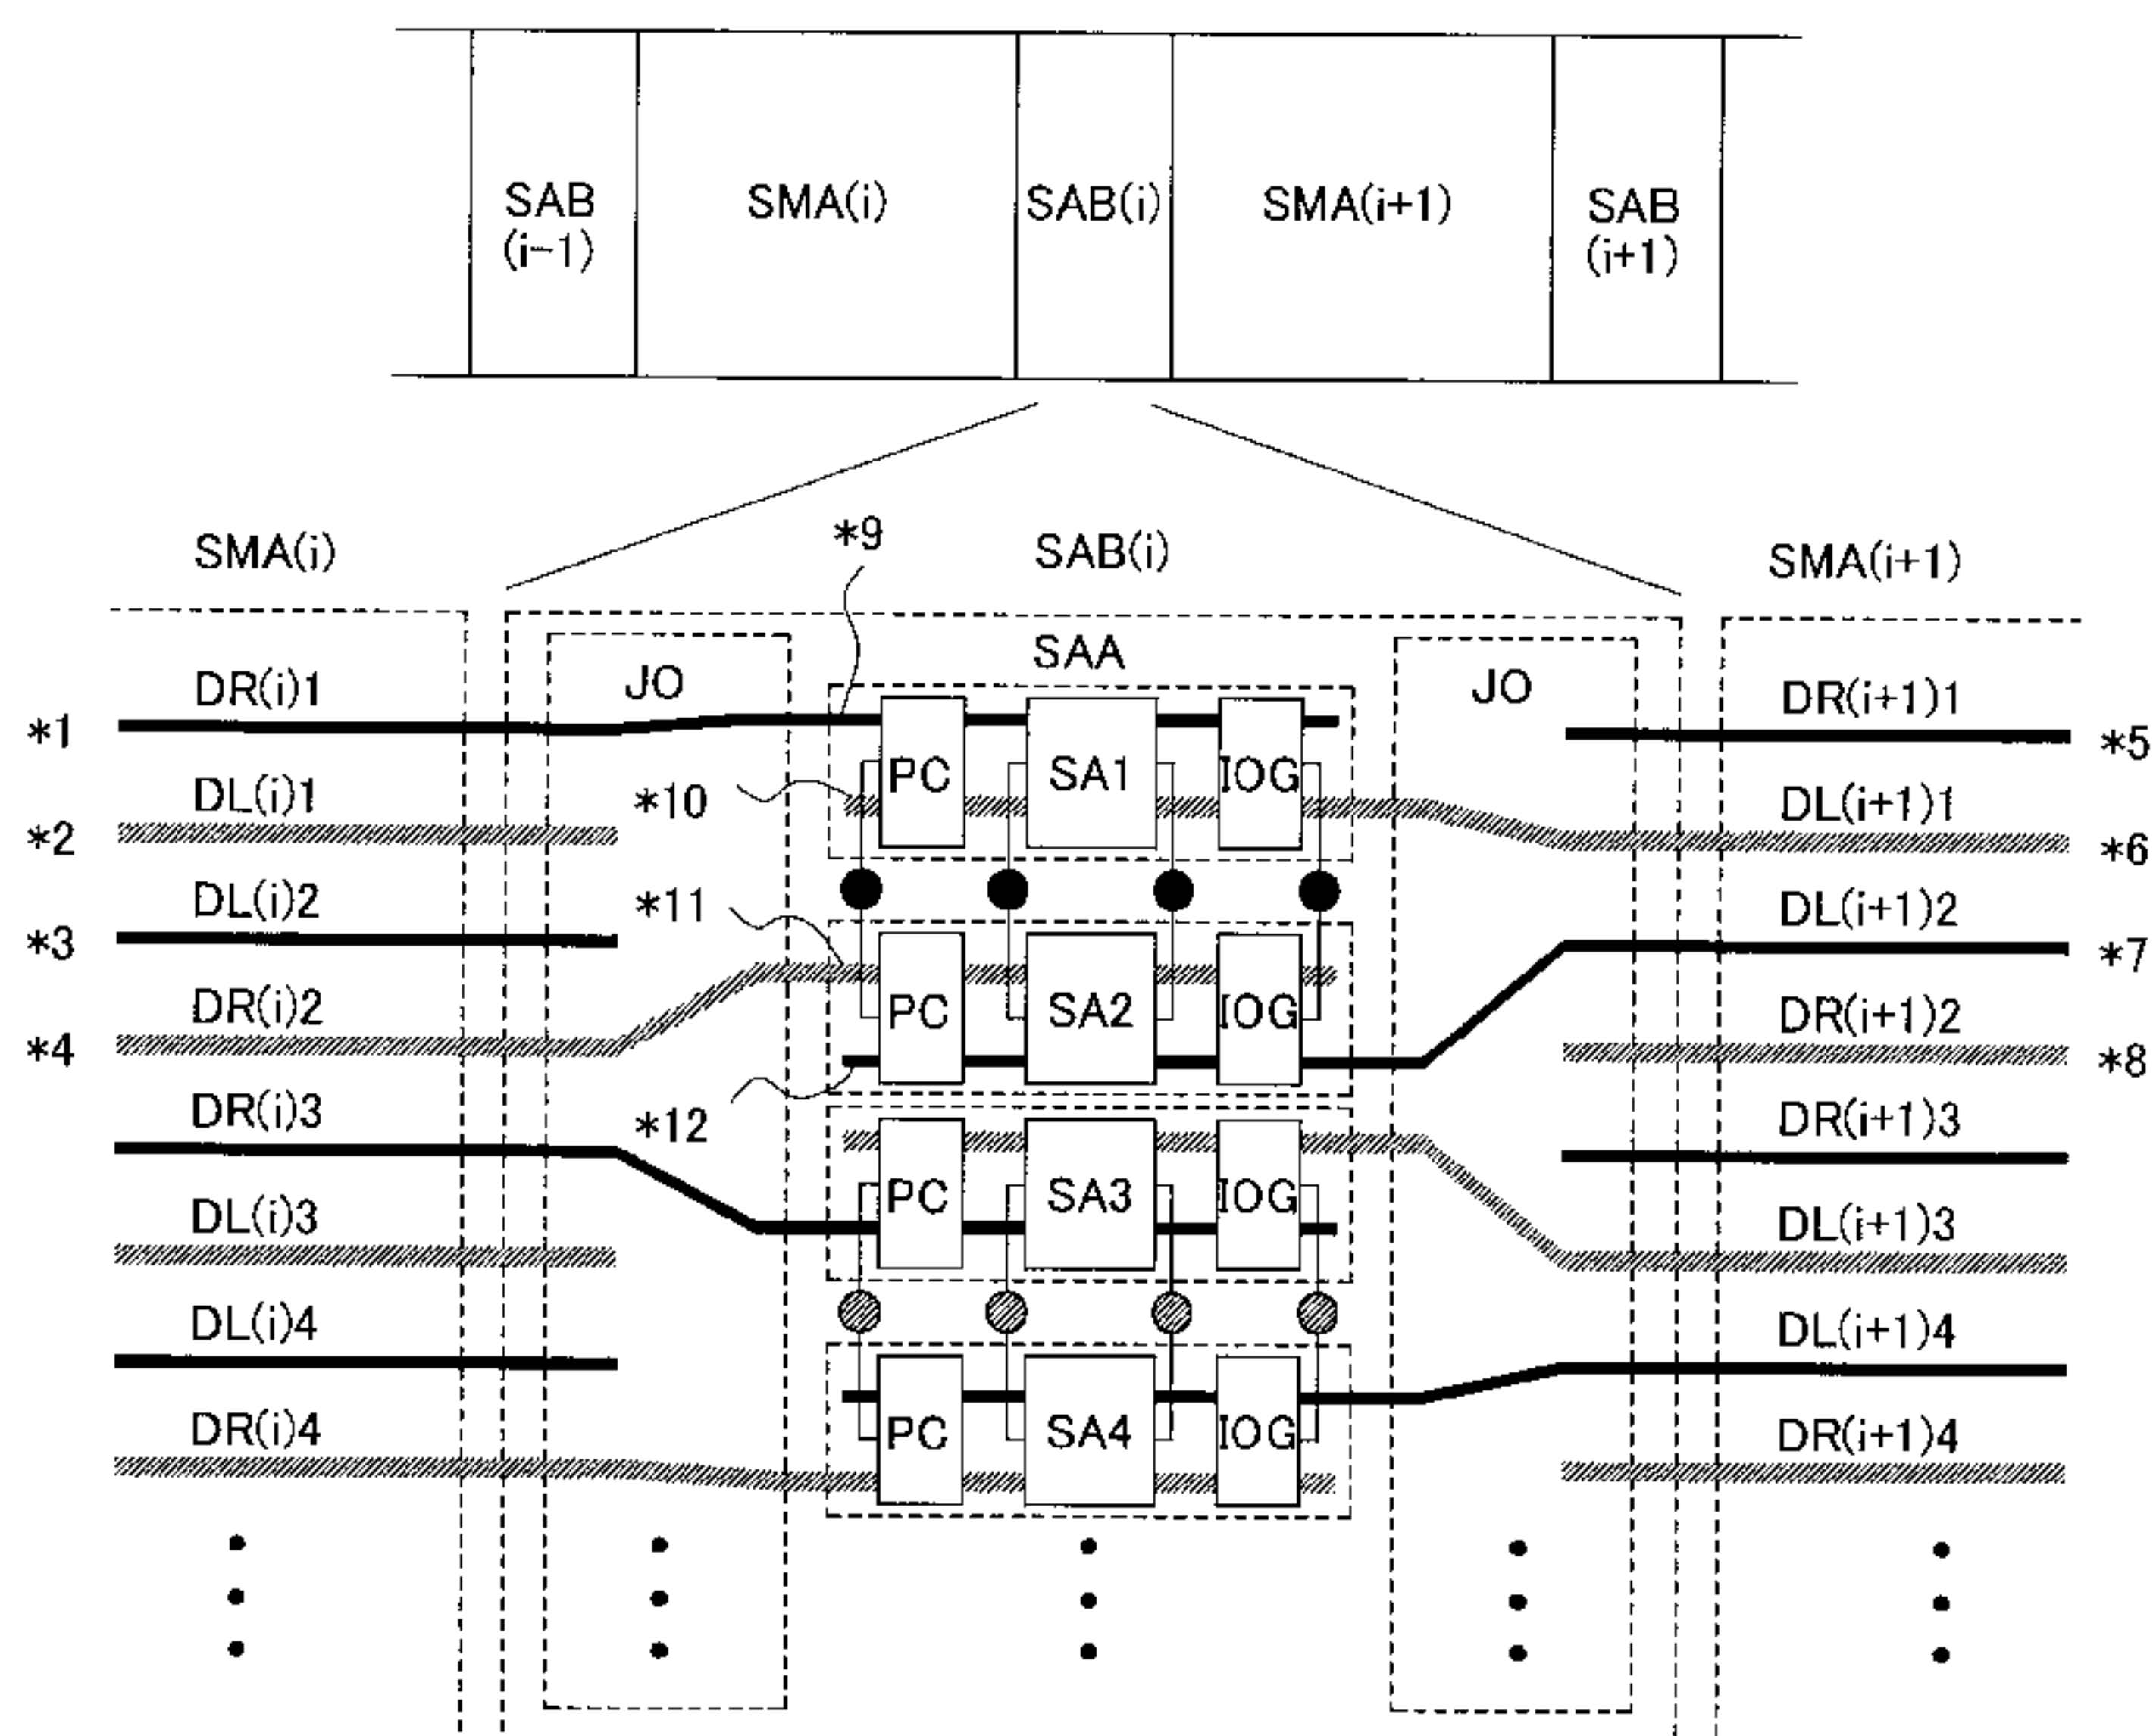 SAB
(i-1)
SMA(i)
SAB(i)
SMA(i+1)
SAB
(i+1)
SMA(i)
*9
SAB(i)
SMA(i+1)
SAA
JO
JO
DR(i)1
DR(i+1)1
*1
*5
PC
SA1
IOG
DL(i)1
*10
DL(i+1)1
*2
*6
DL(i)2
*11
DL(i+1)2
*3
*7
DR(i)2
PC
SA2
IOG
DR(i+1)2
*4
*8
DR(i)3
*12
DR(i+1)3
PC
SA3
IOG
DL(i)3
DL(i+1)3
DL(i)4
DL(i+1)4
DR(i)4
PC
SA4
IOG
DR(i+1)4